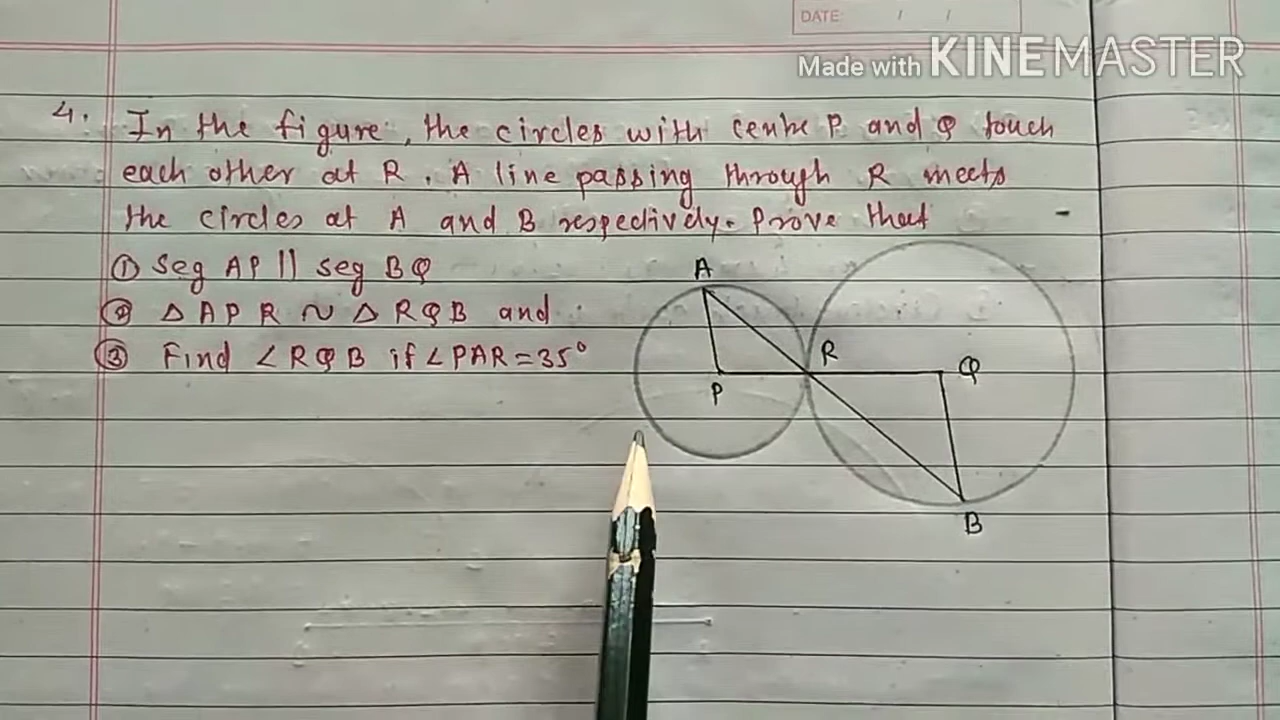 DATE: / /
Made with KINEMASTER
4. In the figure, the circles with centre P and Q touch
each other at R. A line passing through R meets
the circles at A and B respectively. Prove that
① Seg AP || seg BQ
② △ APR ~ △ RQB and
③ Find ∠RQB if ∠PAR = 35°
A
R
P
Q
B